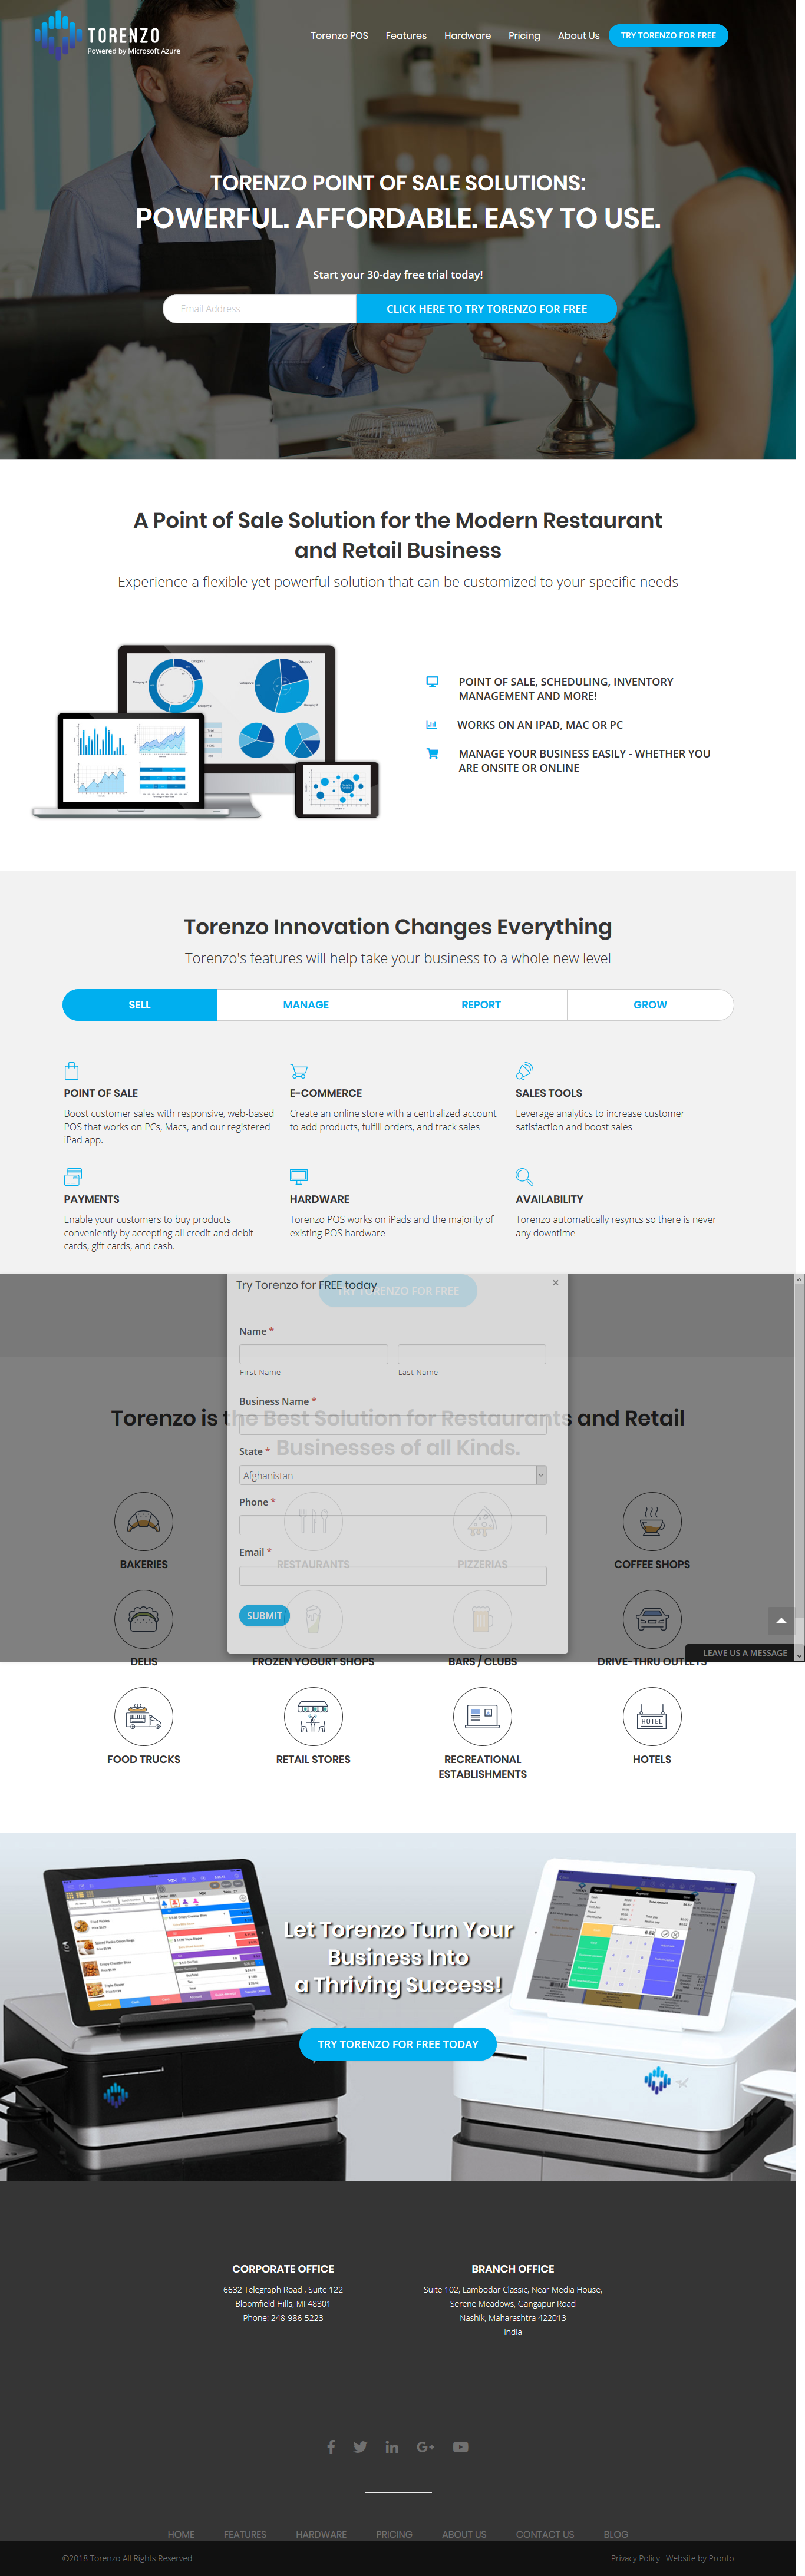 TORENZO
Powered by Microsoft Azure
Torenzo POS
Features
Hardware
Pricing
About Us
TRY TORENZO FOR FREE
TORENZO POINT OF SALE SOLUTIONS:
POWERFUL. AFFORDABLE. EASY TO USE.
Start your 30-day free trial today!
Email Address
CLICK HERE TO TRY TORENZO FOR FREE
A Point of Sale Solution for the Modern Restaurant
and Retail Business
Experience a flexible yet powerful solution that can be customized to your specific needs
POINT OF SALE, SCHEDULING, INVENTORY
MANAGEMENT AND MORE!
WORKS ON AN IPAD, MAC OR PC
MANAGE YOUR BUSINESS EASILY - WHETHER YOU
ARE ONSITE OR ONLINE
Torenzo Innovation Changes Everything
Torenzo's features will help take your business to a whole new level
SELL
MANAGE
REPORT
GROW
POINT OF SALE
Boost customer sales with responsive, web-based
POS that works on PCs, Macs, and our registered
iPad app.
E-COMMERCE
Create an online store with a centralized account
to add products, fulfill orders, and track sales
SALES TOOLS
Leverage analytics to increase customer
satisfaction and boost sales
PAYMENTS
Enable your customers to buy products
conveniently by accepting all credit and debit
cards, gift cards, and cash.
HARDWARE
Torenzo POS works on iPads and the majority of
existing POS hardware
AVAILABILITY
Torenzo automatically resyncs so there is never
any downtime
Try Torenzo for FREE today
×
TRY TORENZO FOR FREE
Name *
First Name
Last Name
Business Name *
Torenzo is the Best Solution for Restaurants and Retail
Businesses of all Kinds.
State *
Afghanistan
Phone *
Email *
SUBMIT
BAKERIES
RESTAURANTS
PIZZERIAS
COFFEE SHOPS
DELIS
FROZEN YOGURT SHOPS
BARS / CLUBS
DRIVE-THRU OUTLETS
LEAVE US A MESSAGE
FOOD TRUCKS
RETAIL STORES
RECREATIONAL
ESTABLISHMENTS
HOTEL
HOTELS
Let Torenzo Turn Your
Business Into
a Thriving Success!
TRY TORENZO FOR FREE TODAY
CORPORATE OFFICE
6632 Telegraph Road , Suite 122
Bloomfield Hills, MI 48301
Phone: 248-986-5223
BRANCH OFFICE
Suite 102, Lambodar Classic, Near Media House,
Serene Meadows, Gangapur Road
Nashik, Maharashtra 422013
India
HOME
FEATURES
HARDWARE
PRICING
ABOUT US
CONTACT US
BLOG
©2018 Torenzo All Rights Reserved.
Privacy Policy
Website by Pronto